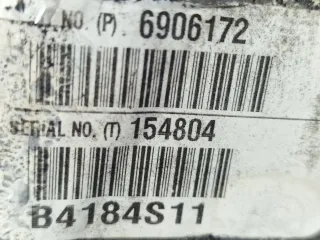 NO. (P) 6906172
SERIAL NO. (T) 154804
B4184S11